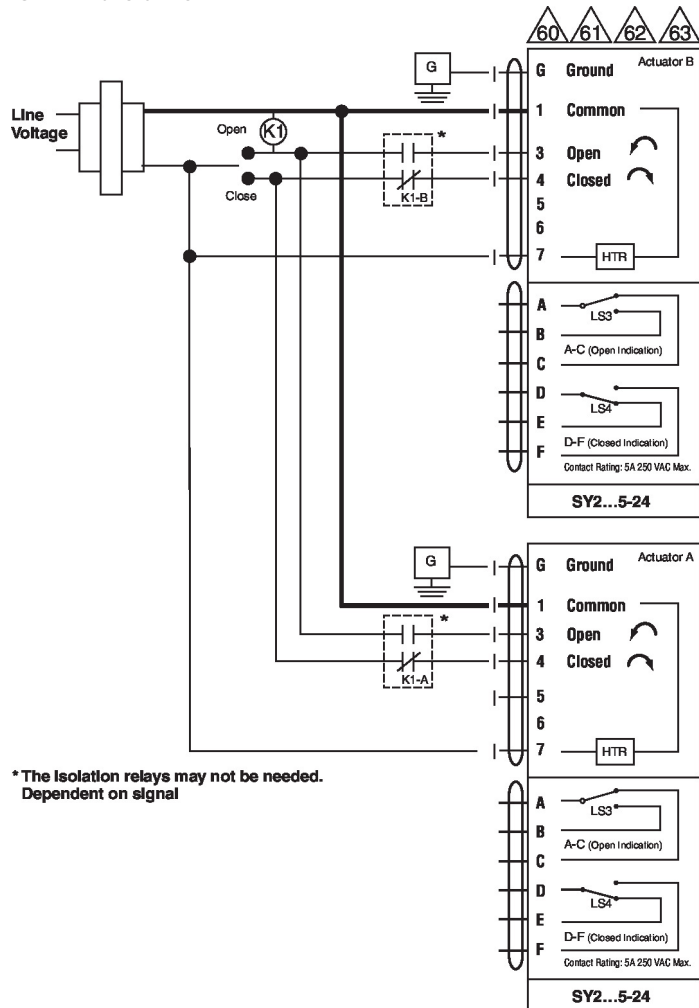 60 61 62 63
Actuator B
G
G Ground
Line
Voltage
1 Common
Open
K1
*
3 Open
4 Closed
Close
K1-B
5
6
7
HTR
A
LS3
B
A-C (Open Indication)
C
D
LS4
E
D-F (Closed Indication)
F
Contact Rating: 5A 250 VAC Max.
SY2...5-24
Actuator A
G
G Ground
1 Common
*
3 Open
4 Closed
K1-A
5
6
7
HTR
* The Isolation relays may not be needed.
Dependent on signal
A
LS3
B
A-C (Open Indication)
C
D
LS4
E
D-F (Closed Indication)
F
Contact Rating: 5A 250 VAC Max.
SY2...5-24